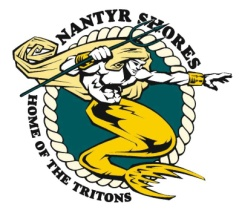 NANTYR SHORES
HOME OF THE TRITONS